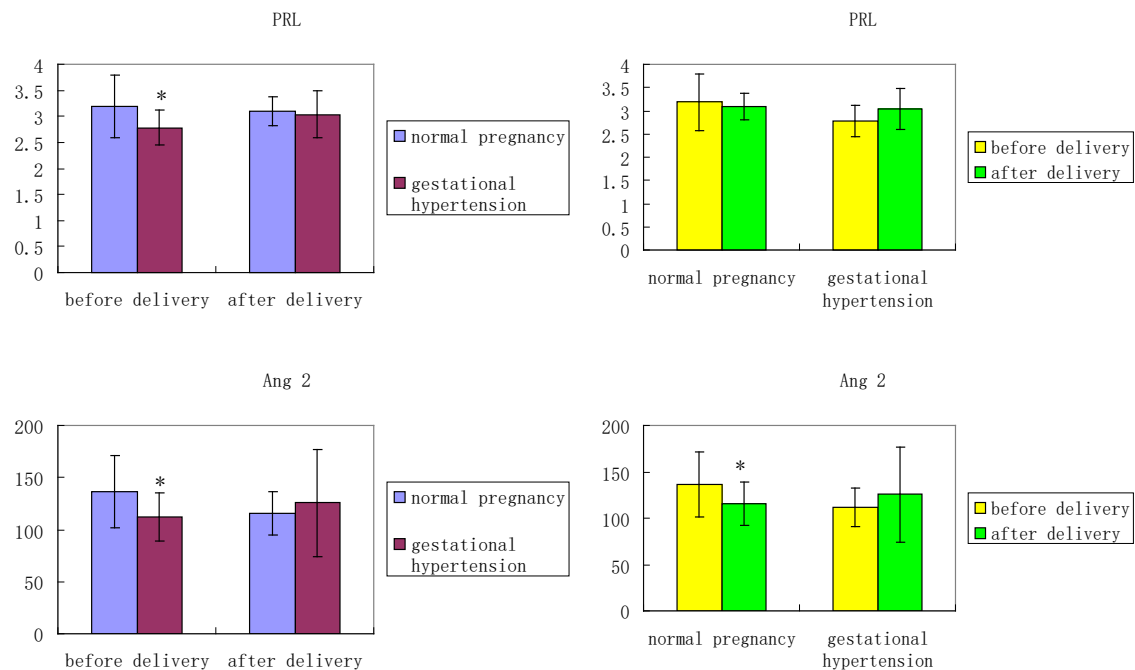 PRL
4
3.5
3
2.5
2
1.5
1
0.5
0
*
before delivery
after delivery
normal pregnancy
gestational
hypertension
PRL
4
3.5
3
2.5
2
1.5
1
0.5
0
normal pregnancy
gestational
hypertension
before delivery
after delivery
Ang 2
200
150
100
50
0
*
before delivery
after delivery
normal pregnancy
gestational
hypertension
Ang 2
200
150
100
50
0
*
normal pregnancy
gestational
hypertension
before delivery
after delivery